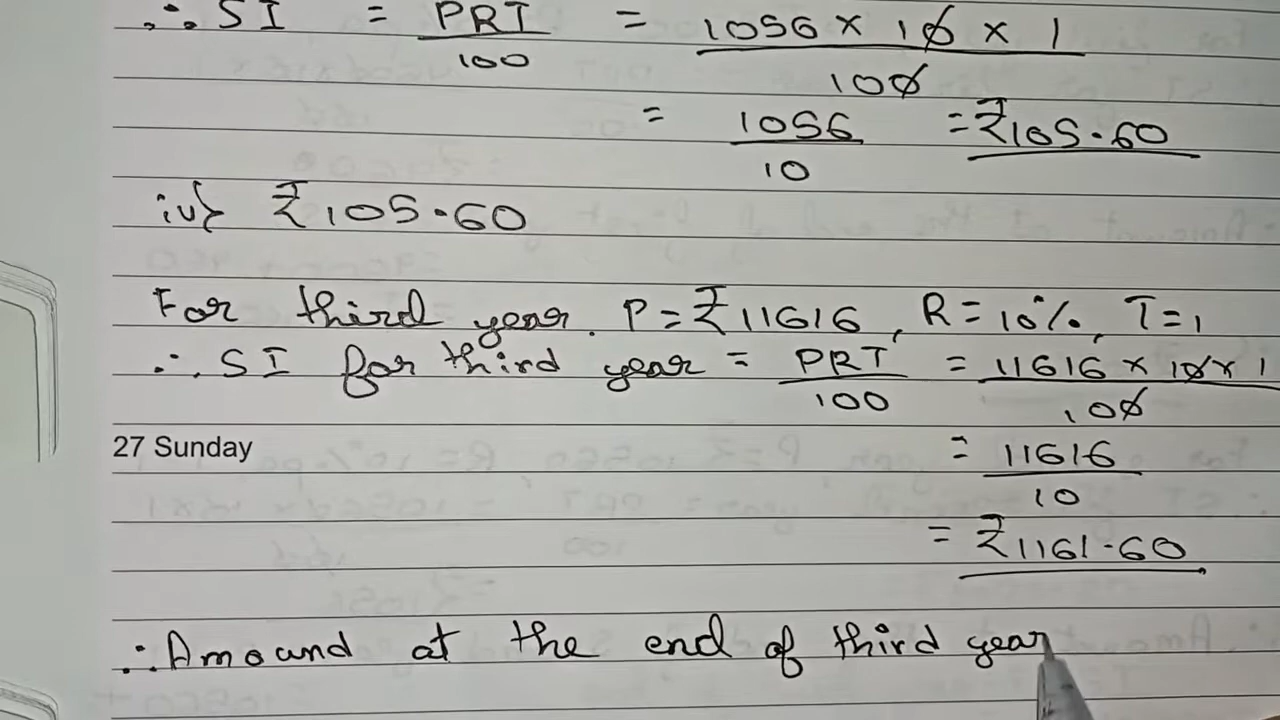 ∴ SI = PRT/100 = 1056 × 10 × 1/100
= 1056/10 = ₹105.60
iv) ₹105.60
For third year. P = ₹11616, R = 10%, T = 1
∴ SI for third year = PRT/100 = 11616 × 10 × 1/100
27 Sunday
= 11616/10
= ₹1161.60
∴ Amound at the end of third year